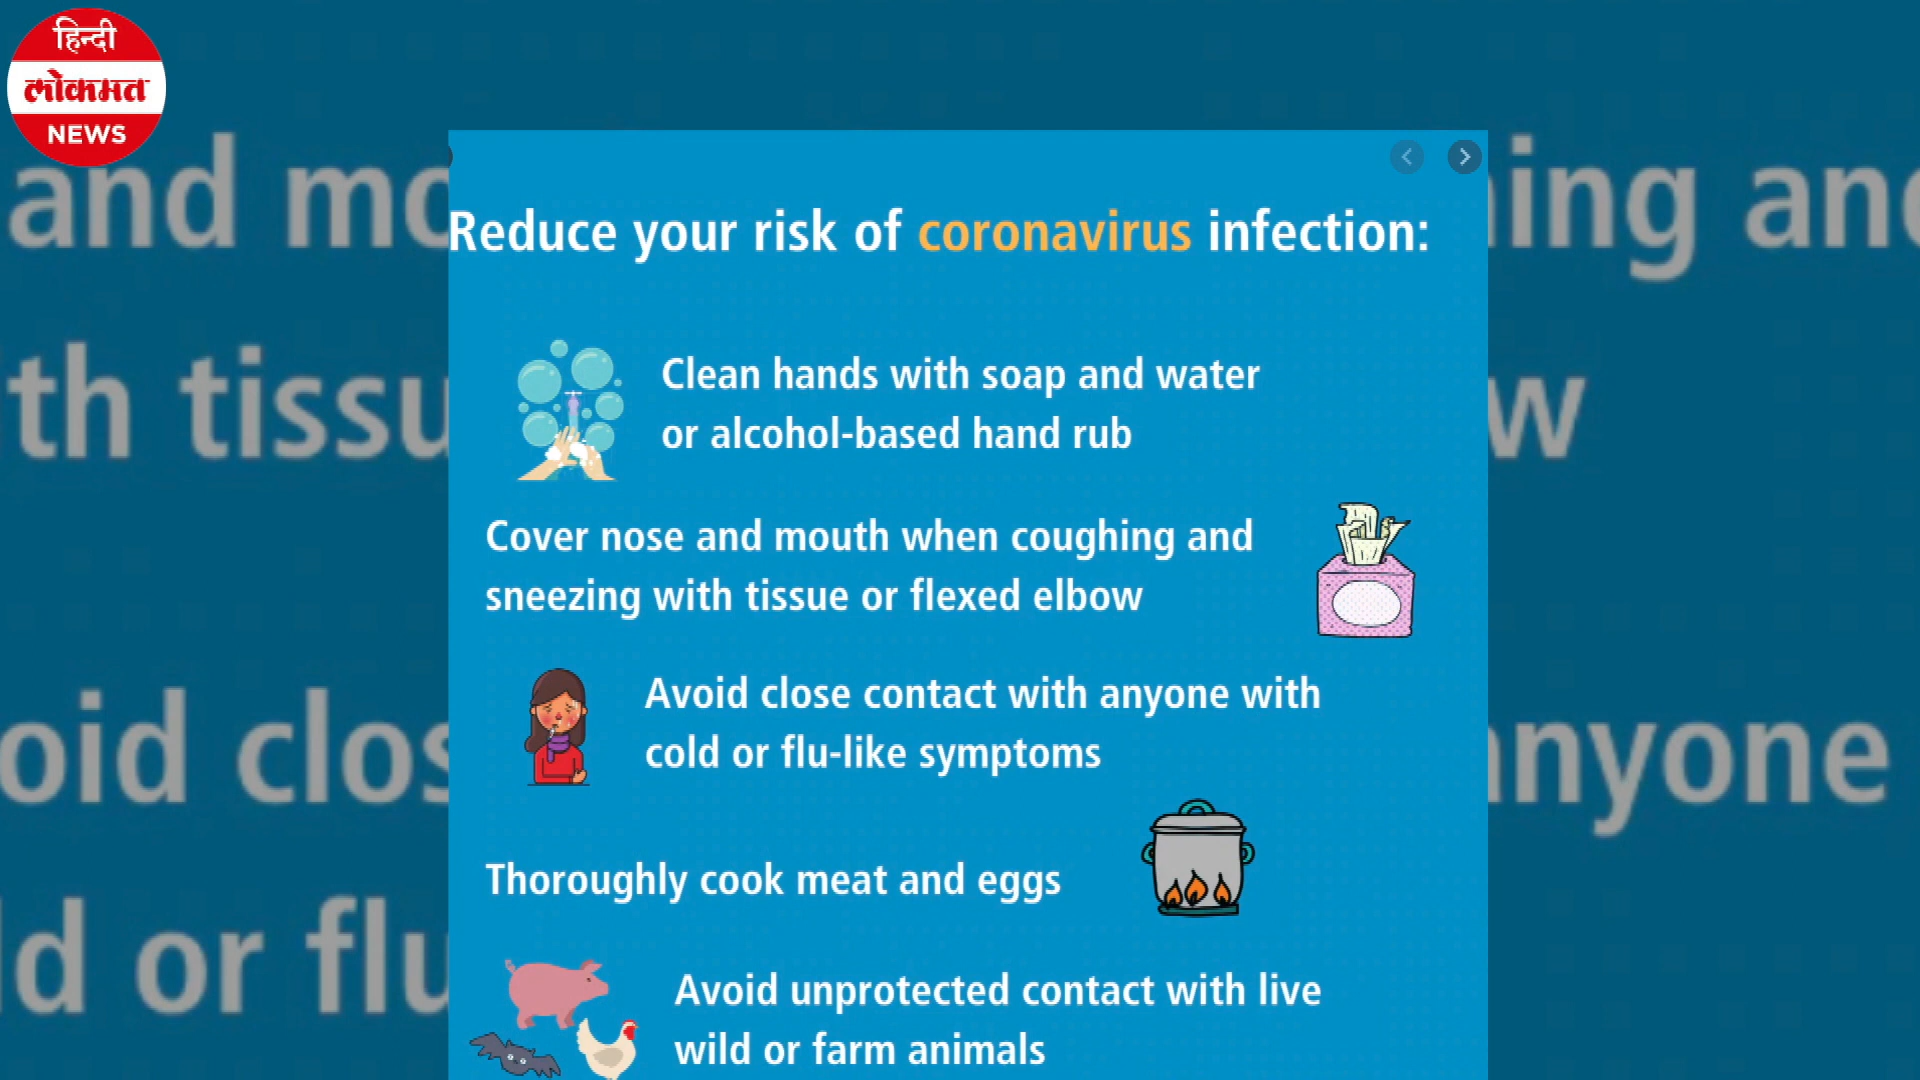 हिन्दी
लोकमत
NEWS
Reduce your risk of coronavirus infection:
Clean hands with soap and water
or alcohol-based hand rub
Cover nose and mouth when coughing and
sneezing with tissue or flexed elbow
Avoid close contact with anyone with
cold or flu-like symptoms
Thoroughly cook meat and eggs
Avoid unprotected contact with live
wild or farm animals